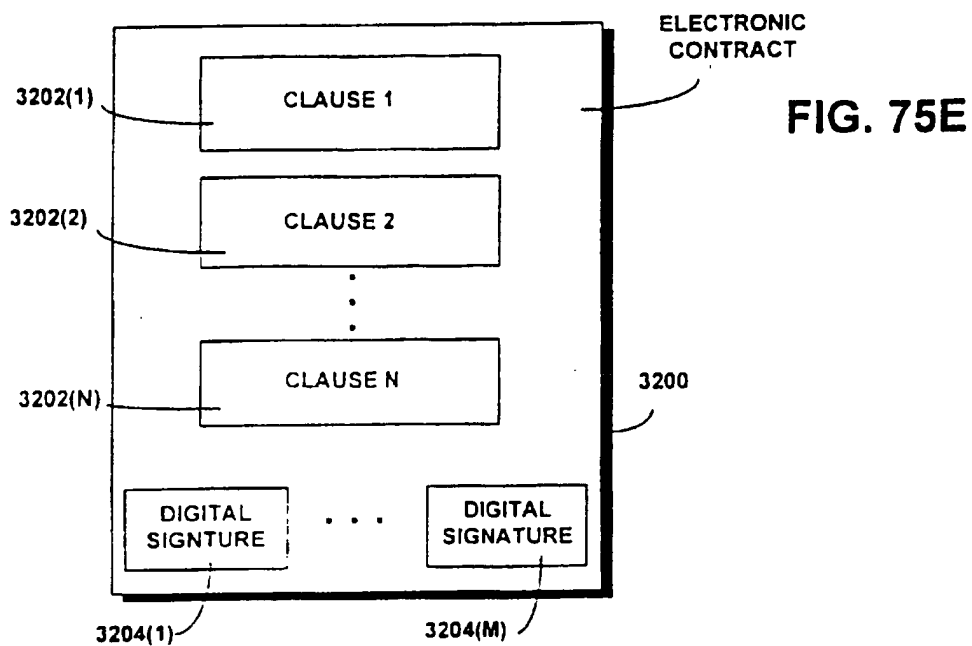 ELECTRONIC
CONTRACT
FIG. 75E
3202(1)
CLAUSE 1
3202(2)
CLAUSE 2
3202(N)
CLAUSE N
3200
DIGITAL
SIGNTURE
DIGITAL
SIGNATURE
3204(1)
3204(M)